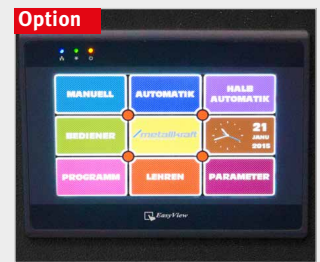 Option
MANUELL
AUTOMATIK
HALB
AUTOMATIK
BEDIENER
metallkraft
21
JANU
2015
PROGRAMM
LEHREN
PARAMETER
EasyView